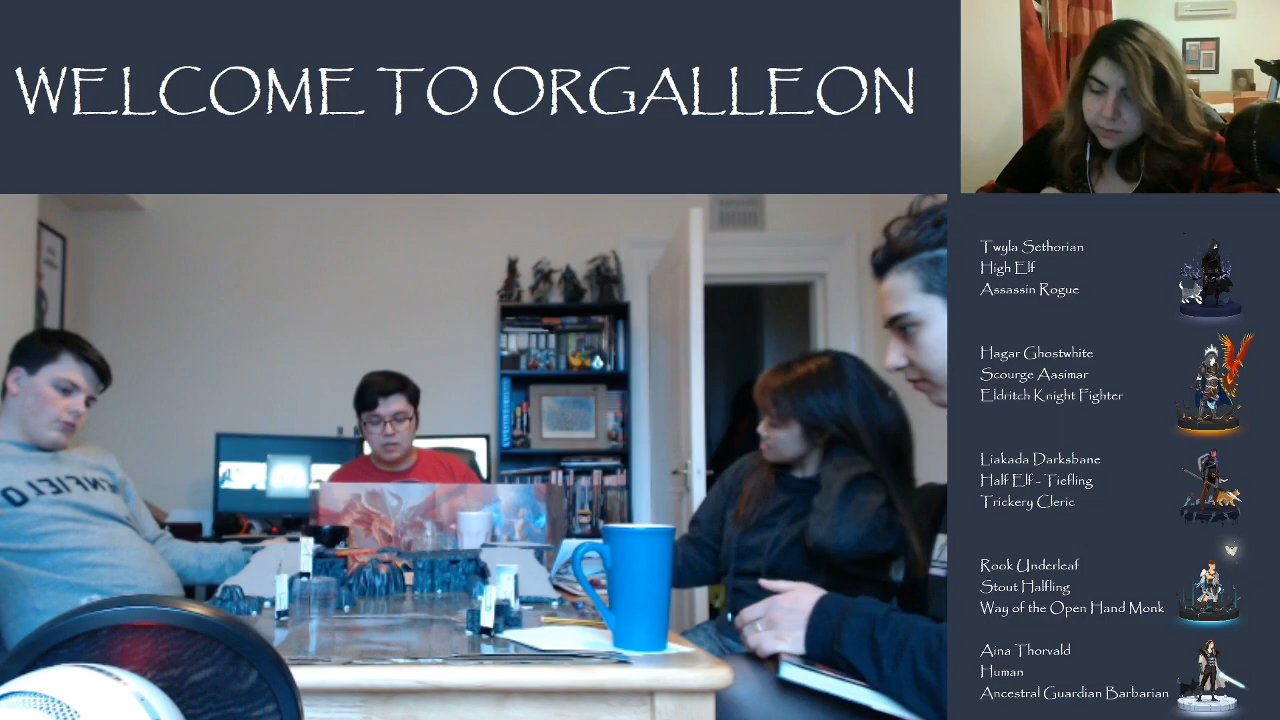 WELCOME TO ORGALLEON
Twyla Sethorian
High Elf
Assassin Rogue
Hagar Ghostwhite
Scourge Aasimar
Eldritch Knight Fighter
Liakada Darksbane
Half Elf - Tiefling
Trickery Cleric
Rook Underleaf
Stout Halfling
Way of the Open Hand Monk
Aina Thorvald
Human
Ancestral Guardian Barbarian